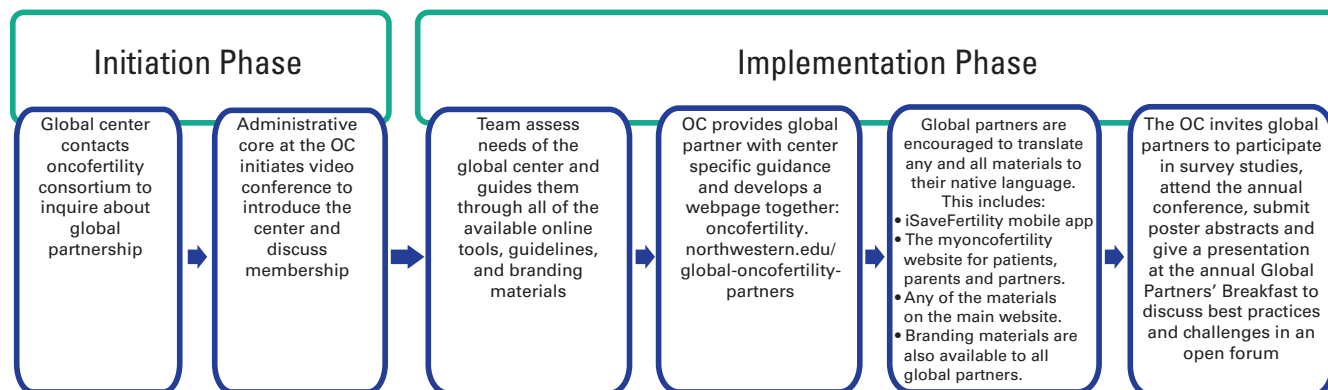 Initiation Phase
Implementation Phase
Global center
contacts
oncofertility
consortium to
inquire about
global
partnership
Administrative
core at the OC
initiates video
conference to
introduce the
center and
discuss
membership
Team assess
needs of the
global center and
guides them
through all of the
available online
tools, guidelines,
and branding
materials
OC provides global
partner with center
specific guidance
and develops a
webpage together:
oncofertility.
northwestern.edu/
global-oncofertility-
partners
Global partners are
encouraged to translate
any and all materials to
their native language.
This includes:
• iSaveFertility mobile app
• The myoncofertility
website for patients,
parents and partners.
• Any of the materials
on the main website.
• Branding materials are
also available to all
global partners.
The OC invites global
partners to participate
in survey studies,
attend the annual
conference, submit
poster abstracts and
give a presentation
at the annual Global
Partners’ Breakfast to
discuss best practices
and challenges in an
open forum